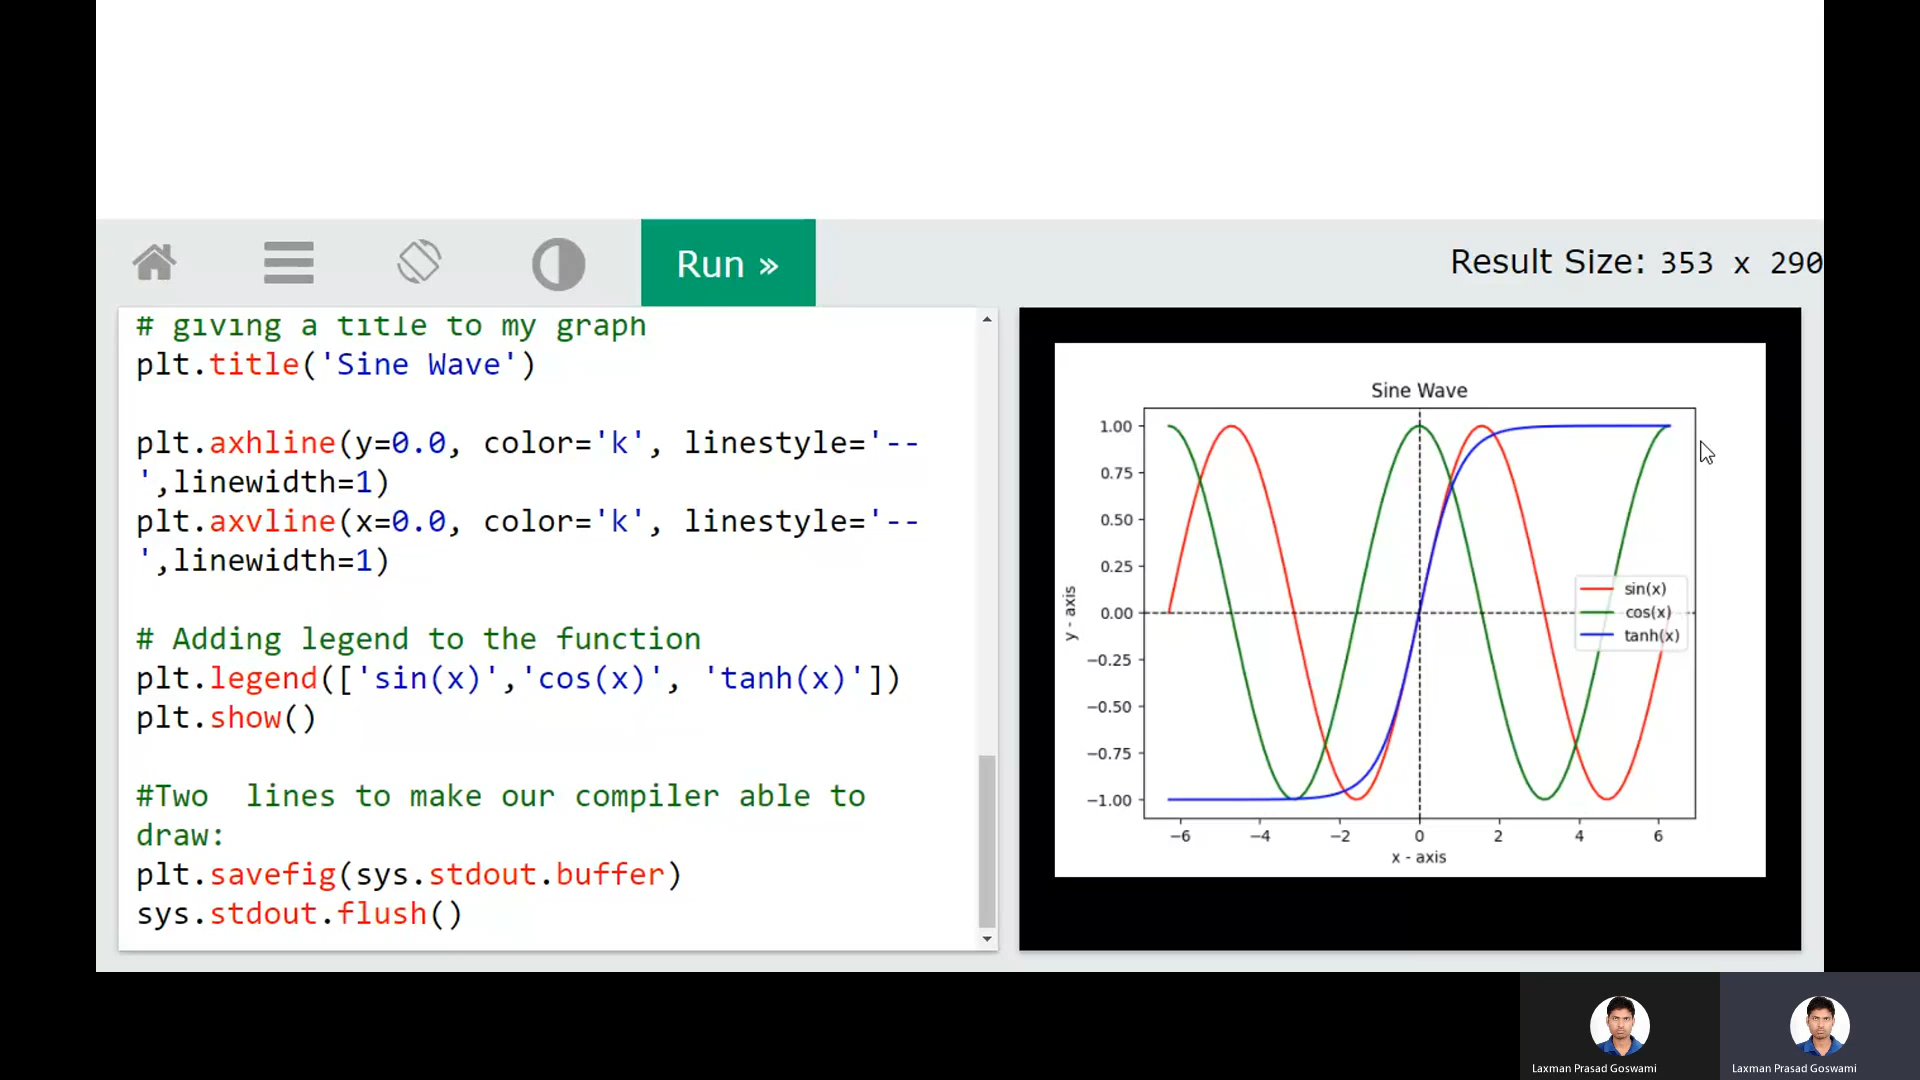 Run »
Result Size: 353 x 290
# giving a title to my graph
plt.title('Sine Wave')
plt.axhline(y=0.0, color='k', linestyle='--
',linewidth=1)
plt.axvline(x=0.0, color='k', linestyle='--
',linewidth=1)
# Adding legend to the function
plt.legend(['sin(x)','cos(x)', 'tanh(x)'])
plt.show()
#Two  lines to make our compiler able to
draw:
plt.savefig(sys.stdout.buffer)
sys.stdout.flush()
Sine Wave
1.00
0.75
0.50
0.25
0.00
−0.25
−0.50
−0.75
−1.00
y - axis
sin(x)
cos(x)
tanh(x)
−6 −4 −2 0 2 4 6
x - axis
Laxman Prasad Goswami
Laxman Prasad Goswami